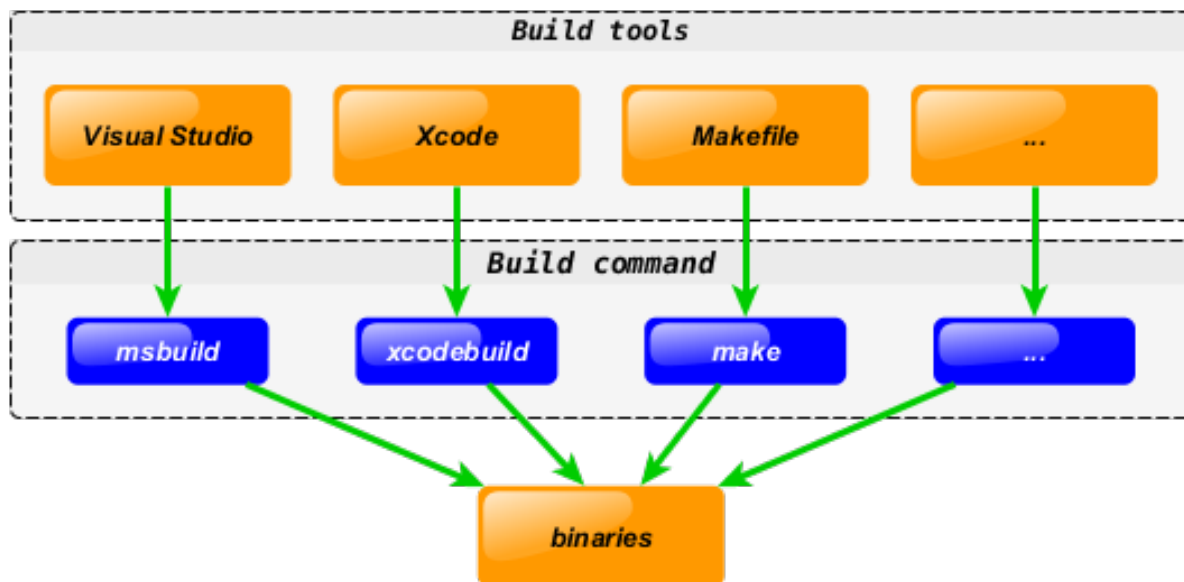 Build tools
Visual Studio
Xcode
Makefile
...
Build command
msbuild
xcodebuild
make
...
binaries